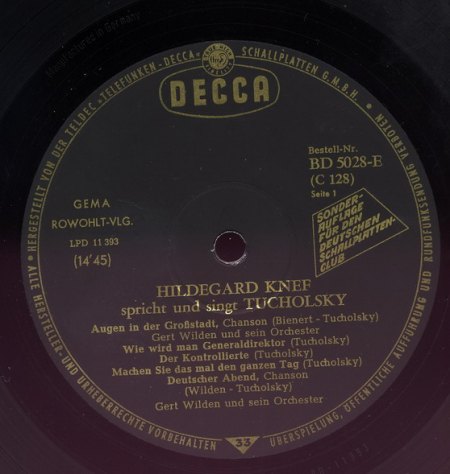 Manufactured in Germany
HERGESTELLT VON DER TELDEC »TELEFUNKEN - DECCA« SCHALLPLATTEN G.M.B.H.
ALLE HERSTELLER- UND URHEBERRECHTE VORBEHALTEN
ÜBERSPIELUNG, ÖFFENTLICHE AUFFÜHRUNG UND RUNDFUNKSENDUNG VERBOTEN
DECCA
Bestell-Nr.
BD 5028-E
(C 128)
Seite 1
GEMA
ROWOHLT-VLG.
LPD 11 393
(14'45)
SONDER-
AUFLAGE
FÜR DEN
DEUTSCHEN
SCHALLPLATTEN-
CLUB
HILDEGARD KNEF
spricht und singt TUCHOLSKY
Augen in der Großstadt, Chanson (Bienert - Tucholsky)
Gert Wilden und sein Orchester
Wie wird man Generaldirektor (Tucholsky)
Der Kontrollierte (Tucholsky)
Machen Sie das mal den ganzen Tag (Tucholsky)
Deutscher Abend, Chanson
(Wilden - Tucholsky)
Gert Wilden und sein Orchester
33